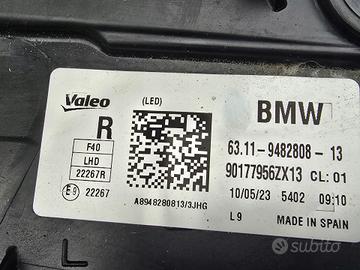 Valeo
(LED)
BMW
R
F40
LHD
22267R
E9 22267
63.11-9482808-13
90177956ZX13 CL:01
10/05/23 5402 09:10
A8948280813/3JHG
L9
MADE IN SPAIN
subito